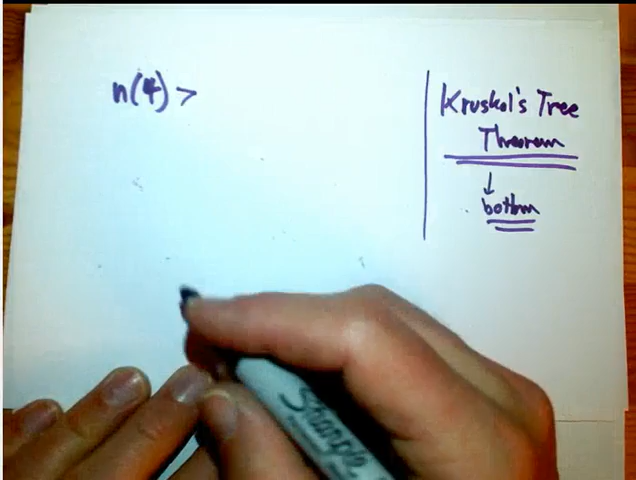 n(4) >
Kruskal's Tree
Theorem
↓
bottom
Sharpie